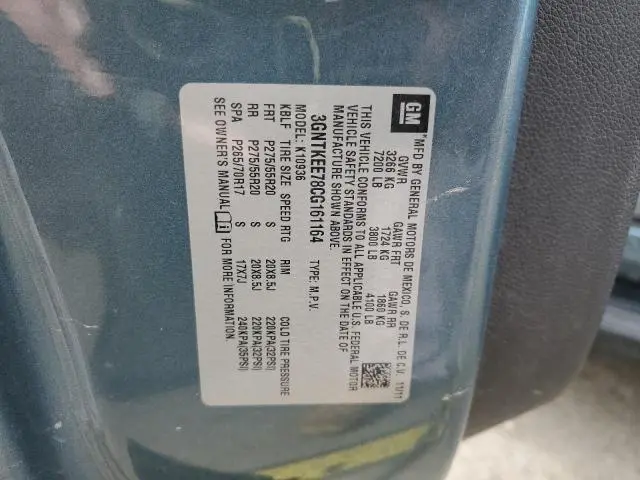 GM
MFD BY GENERAL MOTORS DE MEXICO, S. DE R.L. DE C.V. 11/11
GVWR GAWR FRT GAWR RR
3266 KG 1724 KG 1860 KG
7200 LB 3800 LB 4100 LB
THIS VEHICLE CONFORMS TO ALL APPLICABLE U.S. FEDERAL MOTOR
VEHICLE SAFETY STANDARDS IN EFFECT ON THE DATE OF
MANUFACTURE SHOWN ABOVE.
3GNTKEE78CG161164 TYPE: M.P.V.
MODEL: K10936
KBLF TIRE SIZE SPEED RTG RIM COLD TIRE PRESSURE
FRT P275/55R20 S 20X8.5J 220KPA(32PSI)
RR P275/55R20 S 20X8.5J 220KPA(32PSI)
SPA P265/70R17 S 17X7J 240KPA(35PSI)
SEE OWNER'S MANUAL FOR MORE INFORMATION.